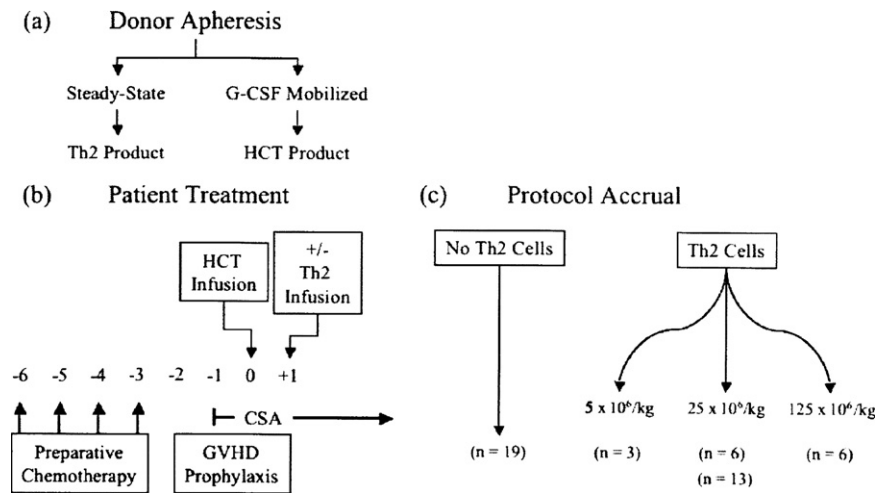 (a) Donor Apheresis
Steady-State G-CSF Mobilized
Th2 Product HCT Product
(b) Patient Treatment
HCT
Infusion
+/-
Th2
Infusion
-6 -5 -4 -3 -2 -1 0 +1
CSA
Preparative
Chemotherapy
GVHD
Prophylaxis
(c) Protocol Accrual
No Th2 Cells Th2 Cells
5 x 10⁶/kg 25 x 10⁶/kg 125 x 10⁶/kg
(n = 19) (n = 3) (n = 6) (n = 6)
(n = 13)